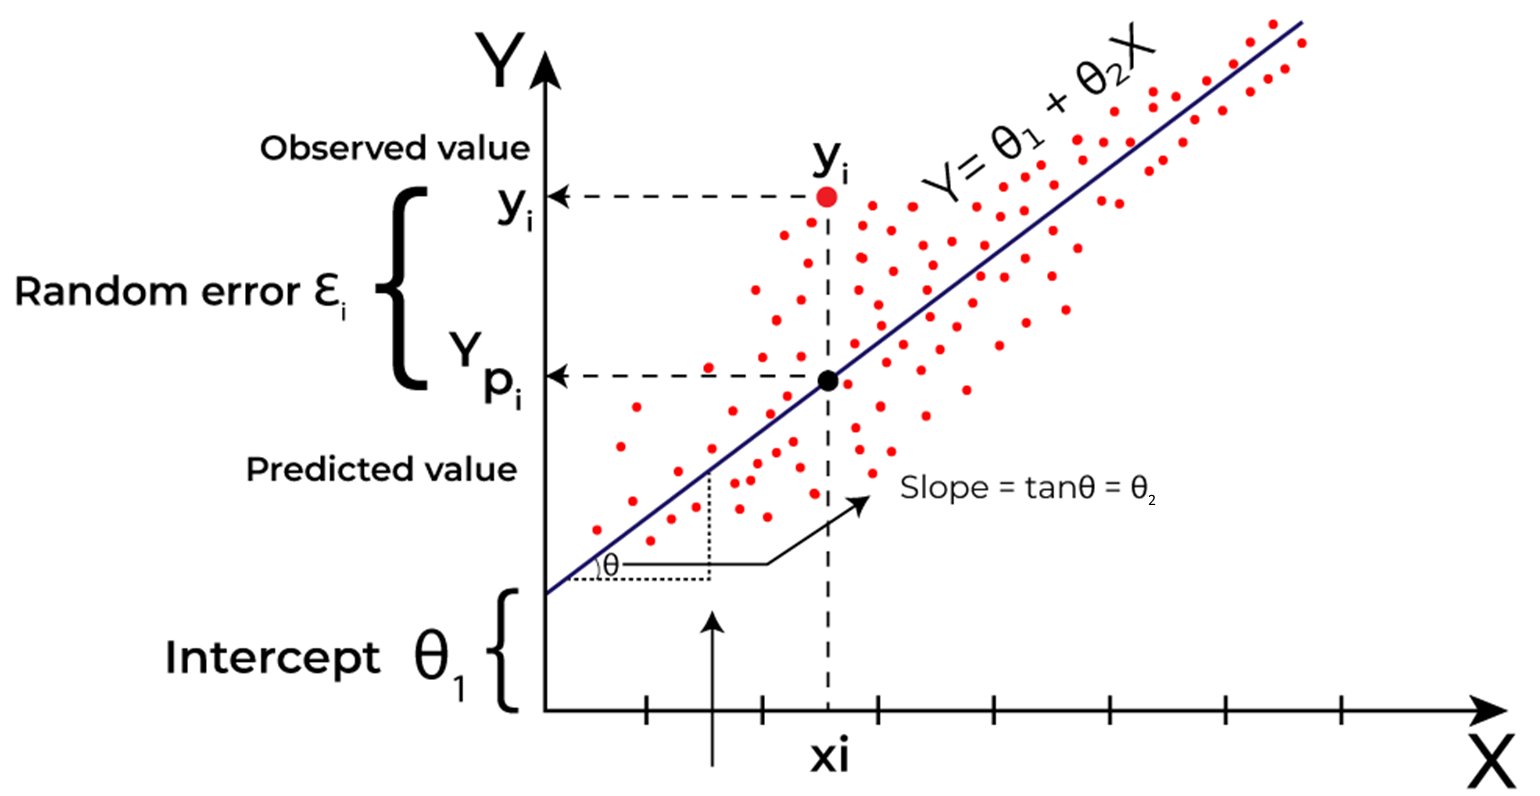 Y
Y= θ₁ + θ₂X
Observed value
yᵢ
yᵢ
Random error εᵢ
Yₚᵢ
Predicted value
Slope = tanθ = θ₂
θ
Intercept θ₁
xi
X